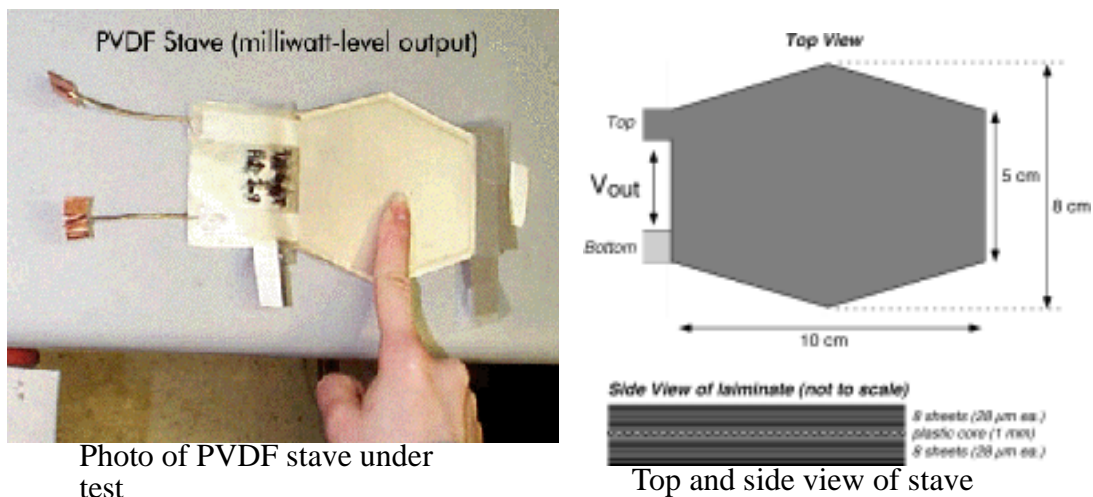 PVDF Stave (milliwatt-level output)
Photo of PVDF stave under
test
Top View
Top
Vout
Bottom
5 cm
8 cm
10 cm
Side View of laiminate (not to scale)
8 sheets (28 µm ea.)
plastic core (1 mm)
8 sheets (28 µm ea.)
Top and side view of stave